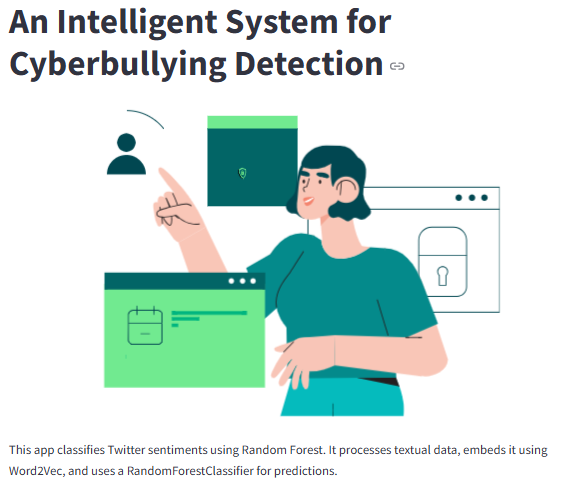 An Intelligent System for
Cyberbullying Detection
This app classifies Twitter sentiments using Random Forest. It processes textual data, embeds it using
Word2Vec, and uses a RandomForestClassifier for predictions.